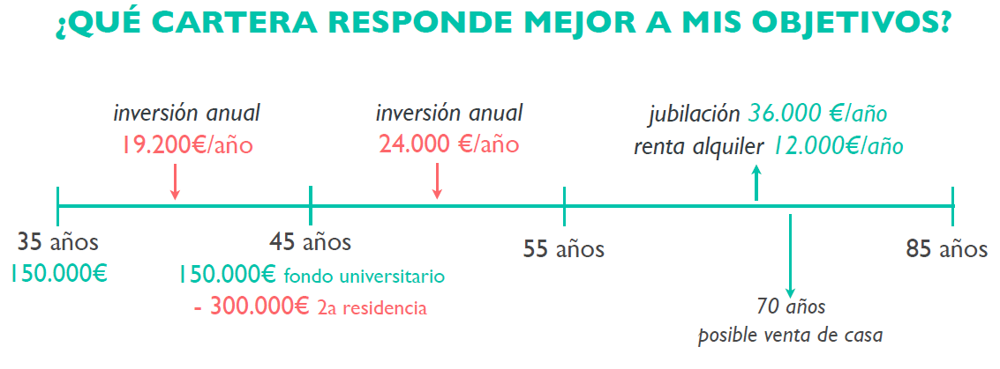 ¿QUÉ CARTERA RESPONDE MEJOR A MIS OBJETIVOS?
inversión anual
19.200€/año
inversión anual
24.000 €/año
jubilación 36.000 €/año
renta alquiler 12.000€/año
35 años
150.000€
45 años
150.000€ fondo universitario
- 300.000€ 2a residencia
55 años
85 años
70 años
posible venta de casa